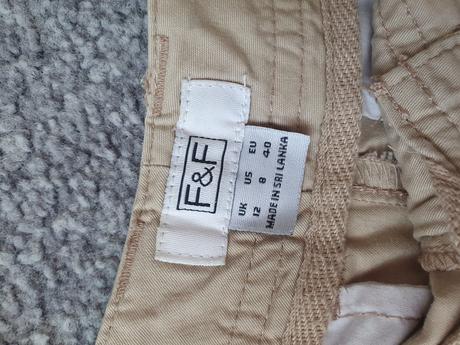 F&F
UK US EU
12 8 40
MADE IN SRI LANKA